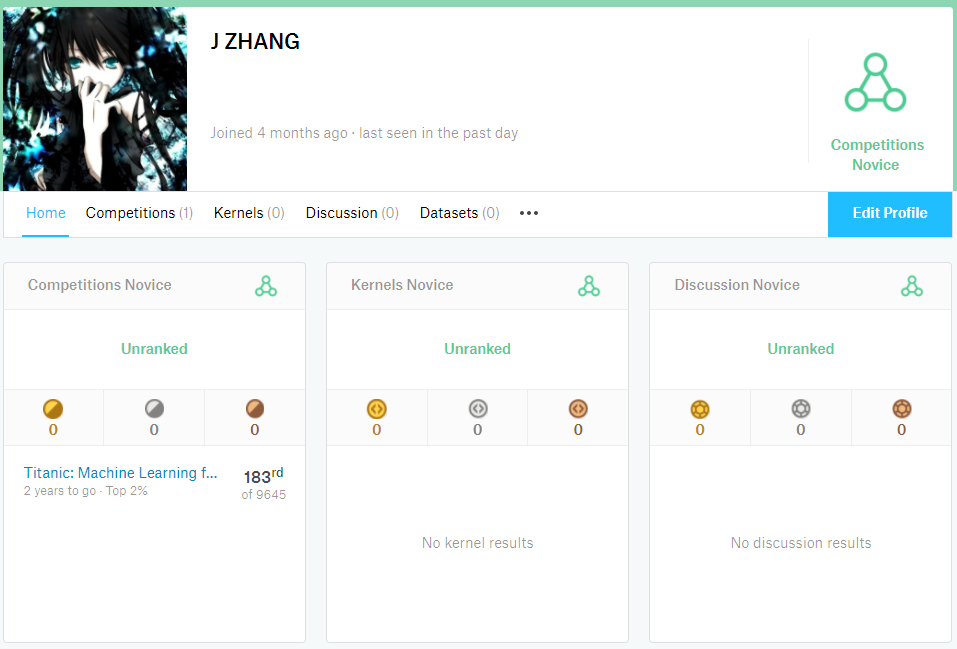 J ZHANG
Joined 4 months ago · last seen in the past day
Competitions
Novice
Home Competitions (1) Kernels (0) Discussion (0) Datasets (0) •••
Edit Profile
Competitions Novice
Unranked
0 0 0
Titanic: Machine Learning f...
2 years to go · Top 2%
183rd
of 9645
Kernels Novice
Unranked
0 0 0
No kernel results
Discussion Novice
Unranked
0 0 0
No discussion results